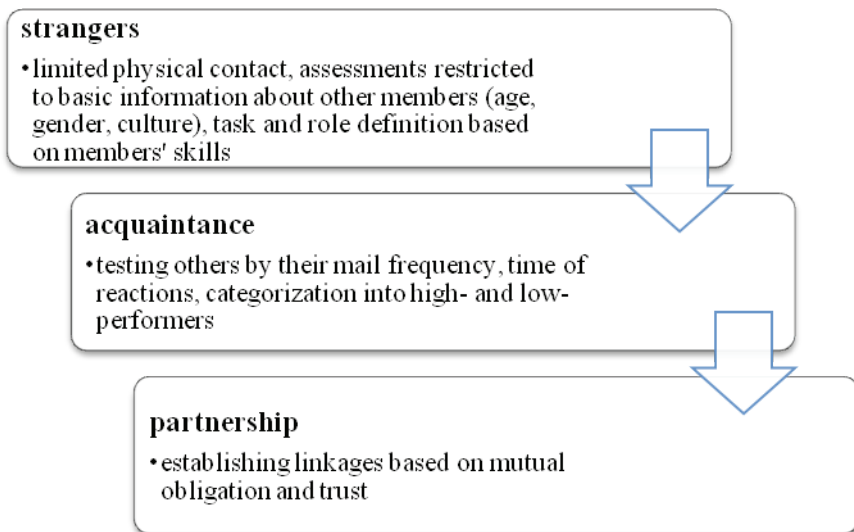 strangers
•limited physical contact, assessments restricted
to basic information about other members (age,
gender, culture), task and role definition based
on members' skills
acquaintance
•testing others by their mail frequency, time of
reactions, categorization into high- and low-
performers
partnership
•establishing linkages based on mutual
obligation and trust